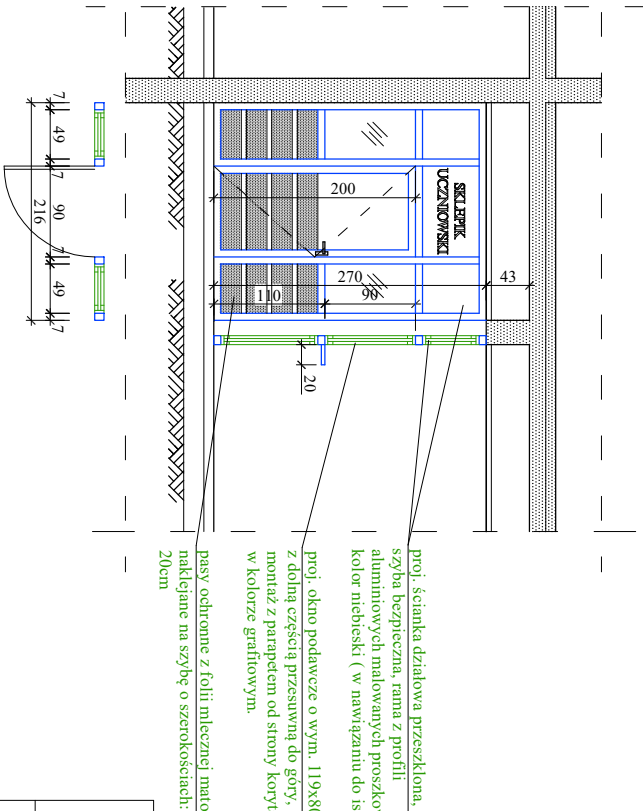 SKLEPIK
UCZNIOWSKI
200
270
43
110
90
20
7
49
7
90
7
49
7
216
proj. ścianka działowa przeszklona,
szyba bezpieczna, rama z profili
aluminiowych malowanych proszko
kolor niebieski ( w nawiązaniu do is
proj. okno podawcze o wym. 119x80
z dolną częścią przesuwną do góry,
montaż z parapetem od strony koryt
w kolorze grafitowym.
pasy ochronne z folii mlecznej mato
naklejane na szybę o szerokościach:
20cm